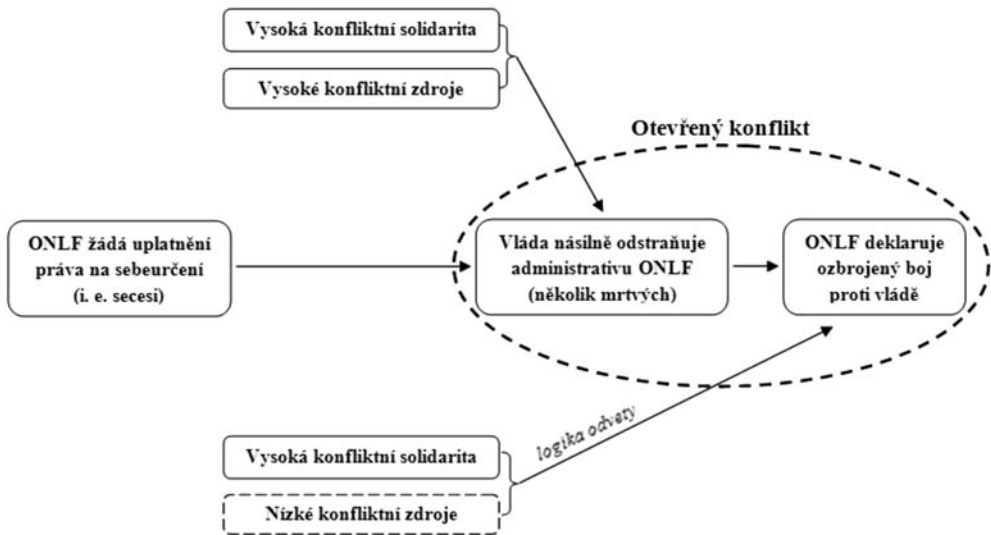 Vysoká konfliktní solidarita
Vysoké konfliktní zdroje
Otevřený konflikt
ONLF žádá uplatnění
práva na sebeurčení
(i. e. secesi)
Vláda násilně odstraňuje
administrativu ONLF
(několik mrtvých)
ONLF deklaruje
ozbrojený boj
proti vládě
logika odvety
Vysoká konfliktní solidarita
Nízké konfliktní zdroje